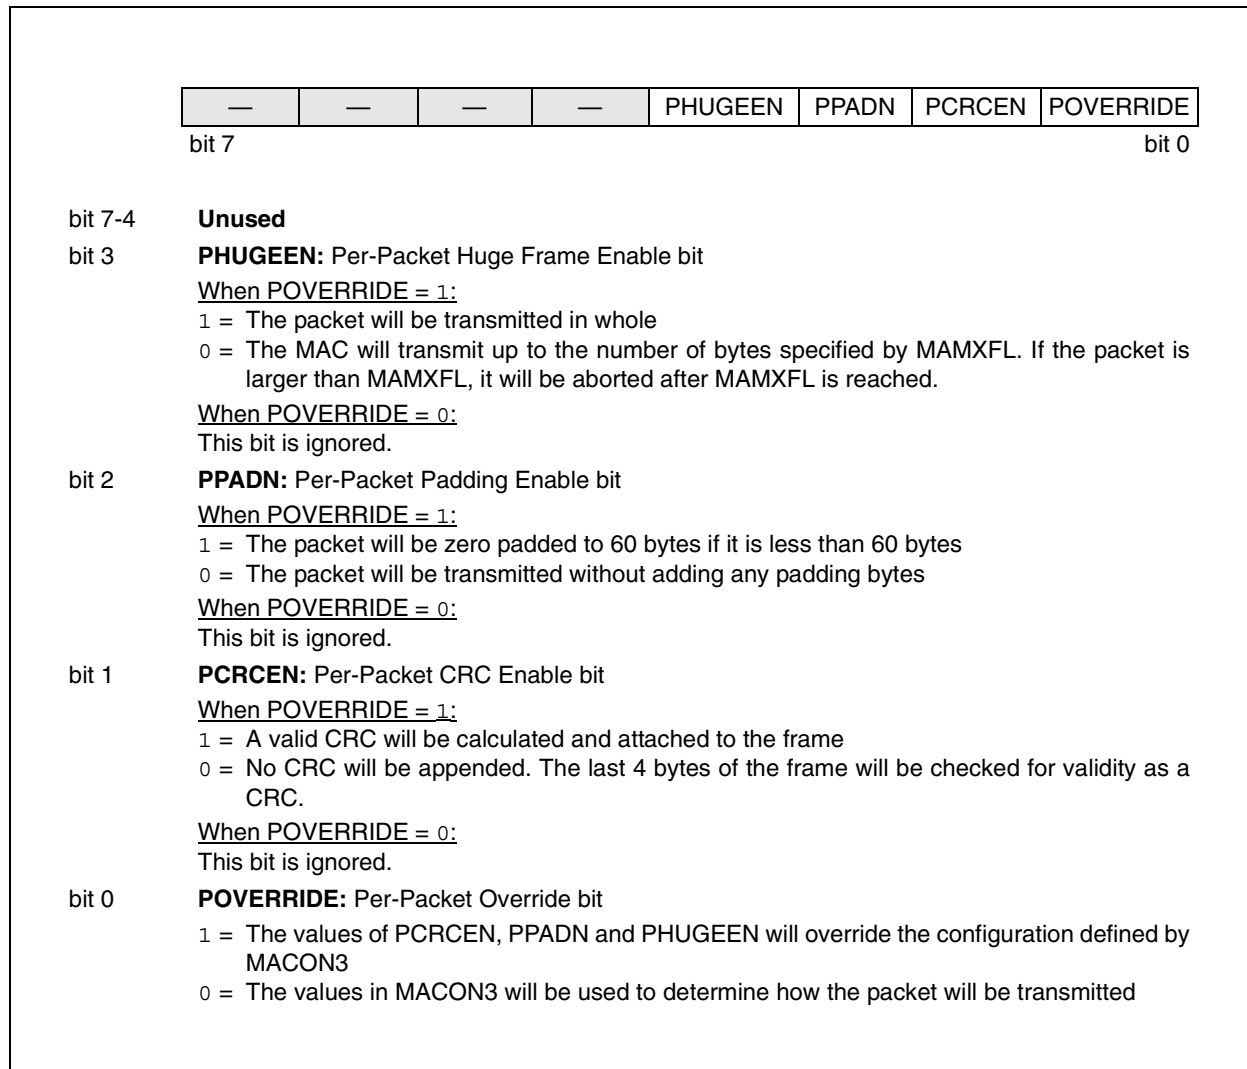 — — — — PHUGEEN PPADN PCRCEN POVERRIDE
bit 7 bit 0
bit 7-4 Unused
bit 3 PHUGEEN: Per-Packet Huge Frame Enable bit
When POVERRIDE = 1:
1 = The packet will be transmitted in whole
0 = The MAC will transmit up to the number of bytes specified by MAMXFL. If the packet is
larger than MAMXFL, it will be aborted after MAMXFL is reached.
When POVERRIDE = 0:
This bit is ignored.
bit 2 PPADN: Per-Packet Padding Enable bit
When POVERRIDE = 1:
1 = The packet will be zero padded to 60 bytes if it is less than 60 bytes
0 = The packet will be transmitted without adding any padding bytes
When POVERRIDE = 0:
This bit is ignored.
bit 1 PCRCEN: Per-Packet CRC Enable bit
When POVERRIDE = 1:
1 = A valid CRC will be calculated and attached to the frame
0 = No CRC will be appended. The last 4 bytes of the frame will be checked for validity as a
CRC.
When POVERRIDE = 0:
This bit is ignored.
bit 0 POVERRIDE: Per-Packet Override bit
1 = The values of PCRCEN, PPADN and PHUGEEN will override the configuration defined by
MACON3
0 = The values in MACON3 will be used to determine how the packet will be transmitted